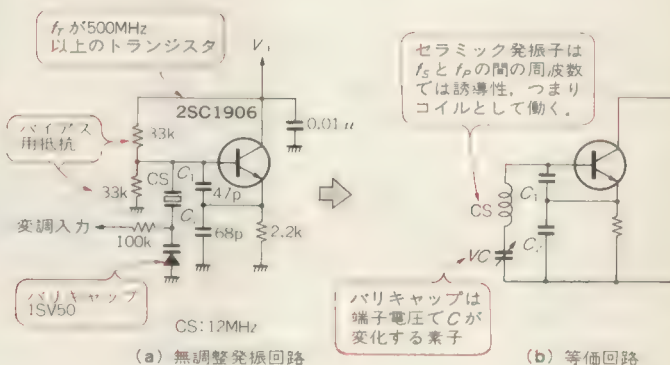 fTが500MHz
以上のトランジスタ
V
2SC1906
0.01μ
バイアス
用抵抗
33k
33k
CS
C1
47p
C
68p
2.2k
変調入力
100k
バリキャップ
1SV50
CS:12MHz
(a) 無調整発振回路
セラミック発振子は
fSとfPの間の周波数
では誘導性,つまり
コイルとして働く。
C1
CS
C2
VC
バリキャップは
端子電圧でCが
変化する素子
(b) 等価回路